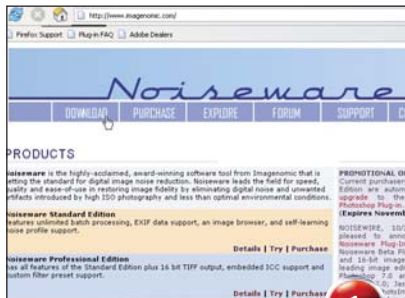 http://www.imagenomic.com/
Firefox Support Plug-in FAQ Adobe Dealers
Noiseware
DOWNLOAD PURCHASE EXPLORE FORUM SUPPORT C
PRODUCTS
Noiseware is the highly-acclaimed, award-winning software tool from Imagenomic that is
setting the standard for digital image noise reduction. Noiseware leads the field for speed,
quality and ease-of-use in restoring image fidelity by eliminating digital noise and unwanted
artifacts introduced by high ISO photography and less than optimal environmental conditions.
Noiseware Standard Edition
Features unlimited batch processing, EXIF data support, an image browser, and self-learning
noise profile support.
Details | Try | Purchase
Noiseware Professional Edition
has all features of the Standard Edition plus 16 bit TIFF output, embedded ICC support and
custom filter preset support.
Details | Try | Purchase
PROMOTIONAL O
Current purchaser
Edition are autom
upgrade to the
Photoshop Plug-in.
(Expires Novemb
NOISEWIRE, 10/
pleased to anno
Noiseware Plug-in
Noiseware Beta P
and 16-bit image
leading image edi
Photoshop 7.0 an